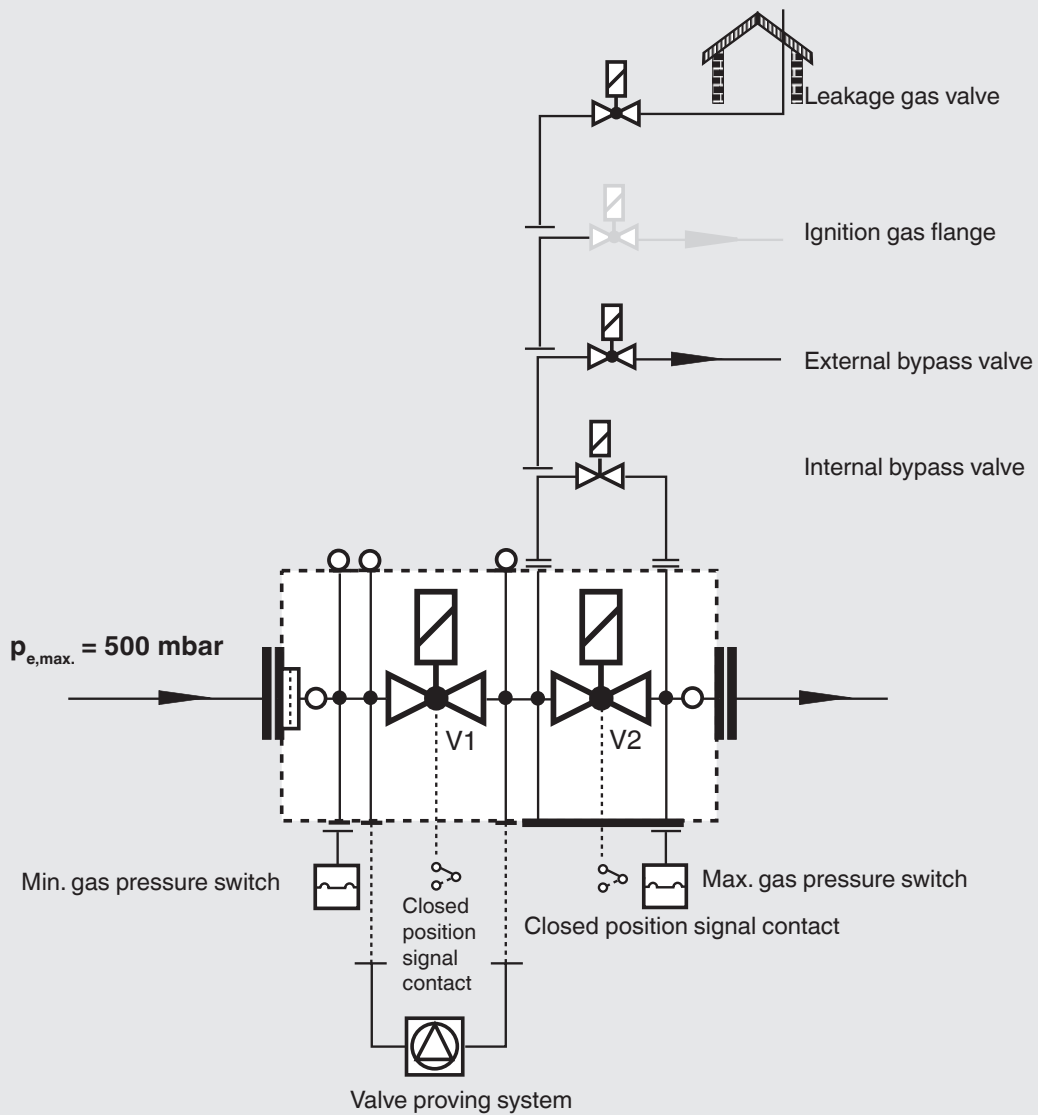 Leakage gas valve
Ignition gas flange
External bypass valve
Internal bypass valve
p e,max. = 500 mbar
V1
V2
Min. gas pressure switch
Max. gas pressure switch
Closed
position
signal
contact
Closed position signal contact
Valve proving system